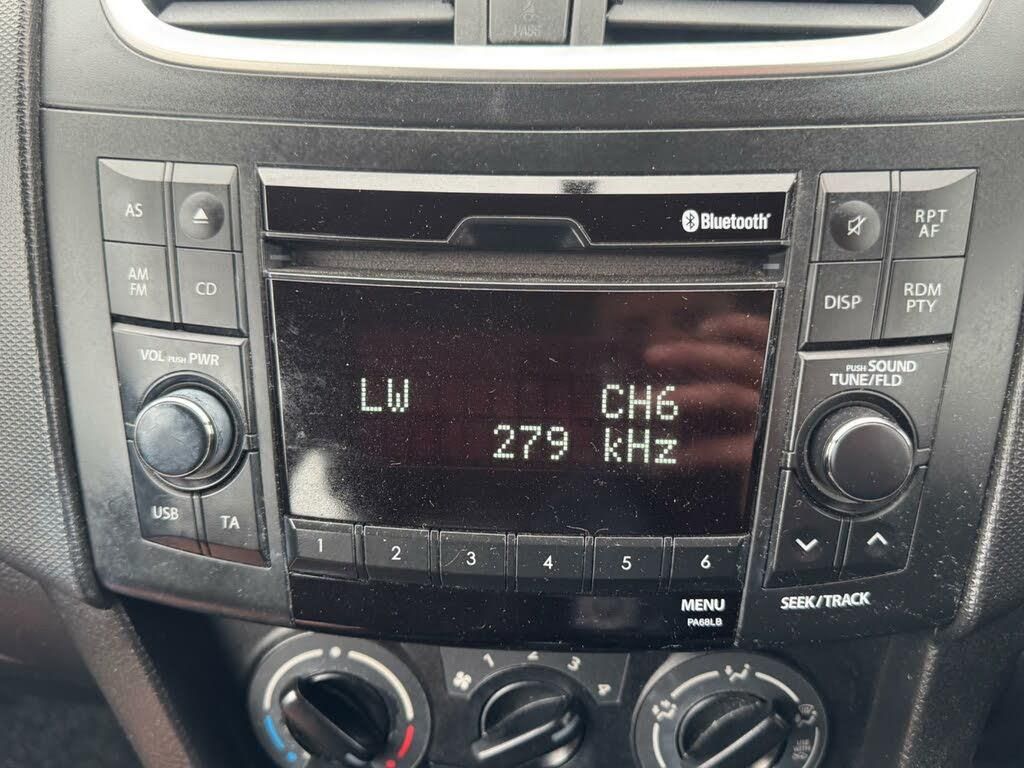 PASS
AS
Bluetooth®
RPT
AF
AM
FM
CD
DISP
RDM
PTY
VOL PUSH PWR
PUSH SOUND
TUNE/FLD
LW CH6
279 kHz
USB
TA
1 2 3 4 5 6
MENU
PA68LB
SEEK/TRACK
1 2 3 4